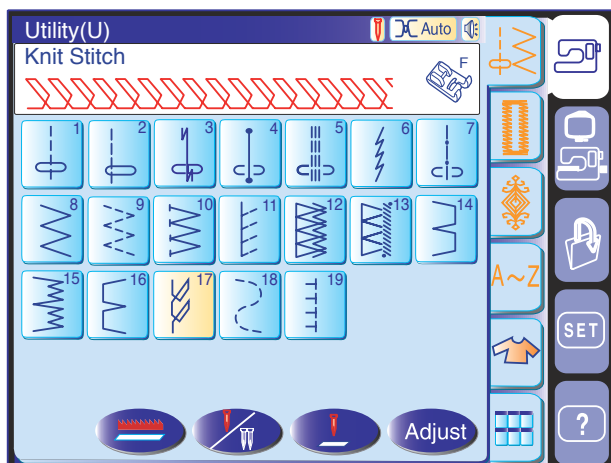 Utility(U) Auto
Knit Stitch
F
1 2 3 4 5 6 7
8 9 10 11 12 13 14
15 16 17 18 19
A~Z
SET
?
Adjust